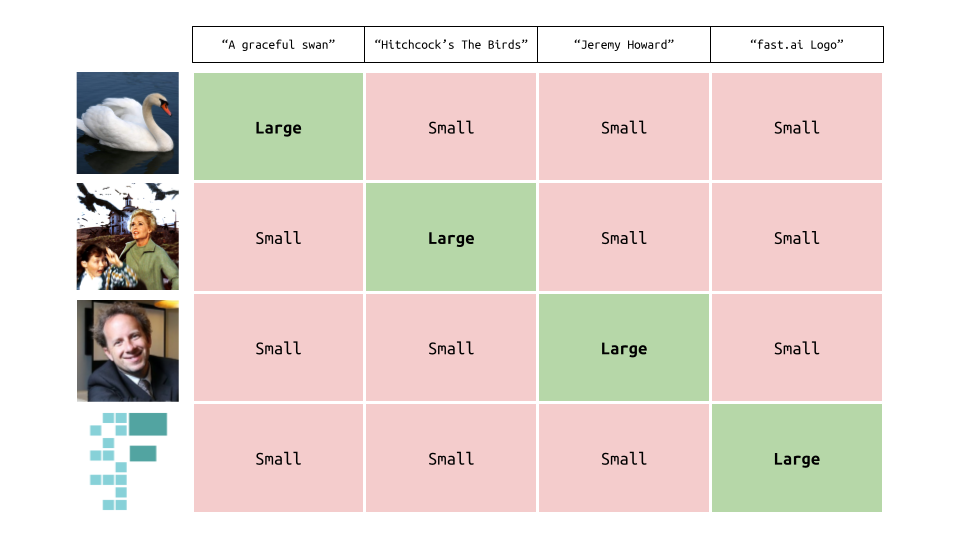 “A graceful swan” “Hitchcock’s The Birds” “Jeremy Howard” “fast.ai Logo”
Large Small Small Small
Small Large Small Small
Small Small Large Small
Small Small Small Large